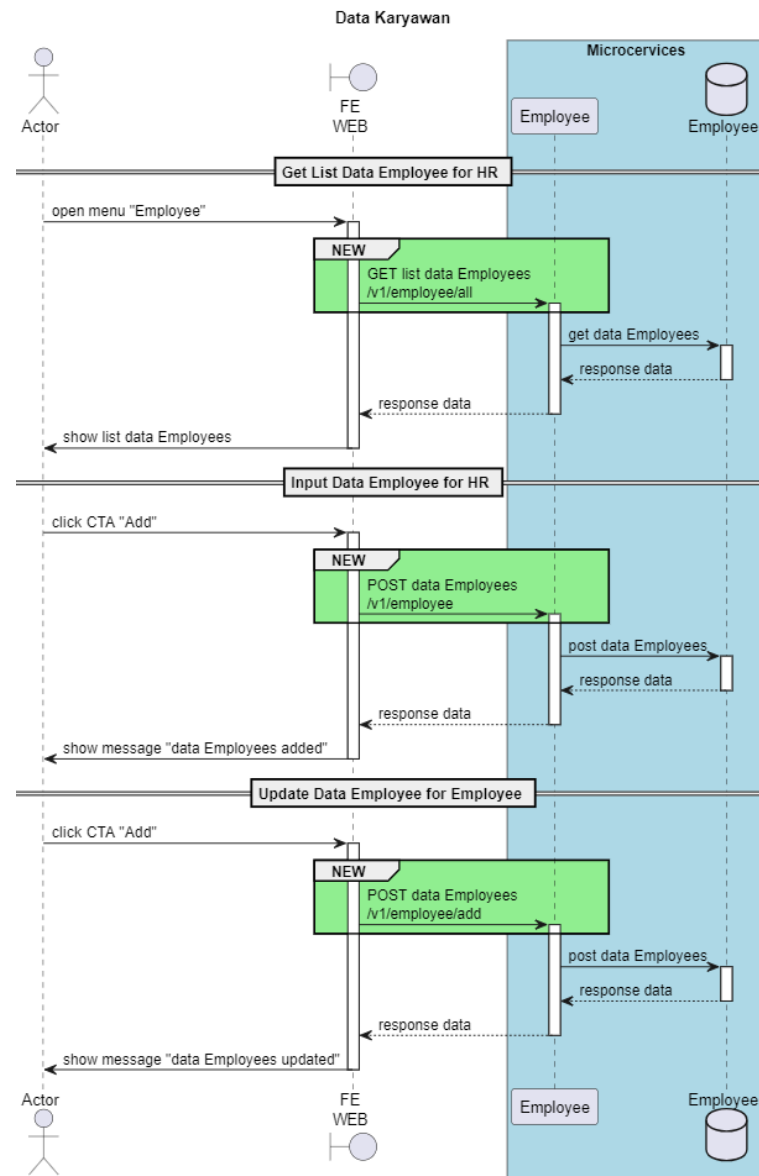 Data Karyawan
Microcervices
Actor
FE
WEB
Employee
Employee
Get List Data Employee for HR
open menu "Employee"
NEW
GET list data Employees
/v1/employee/all
get data Employees
response data
response data
show list data Employees
Input Data Employee for HR
click CTA "Add"
NEW
POST data Employees
/v1/employee
post data Employees
response data
response data
show message "data Employees added"
Update Data Employee for Employee
click CTA "Add"
NEW
POST data Employees
/v1/employee/add
post data Employees
response data
response data
show message "data Employees updated"
Actor
FE
WEB
Employee
Employee